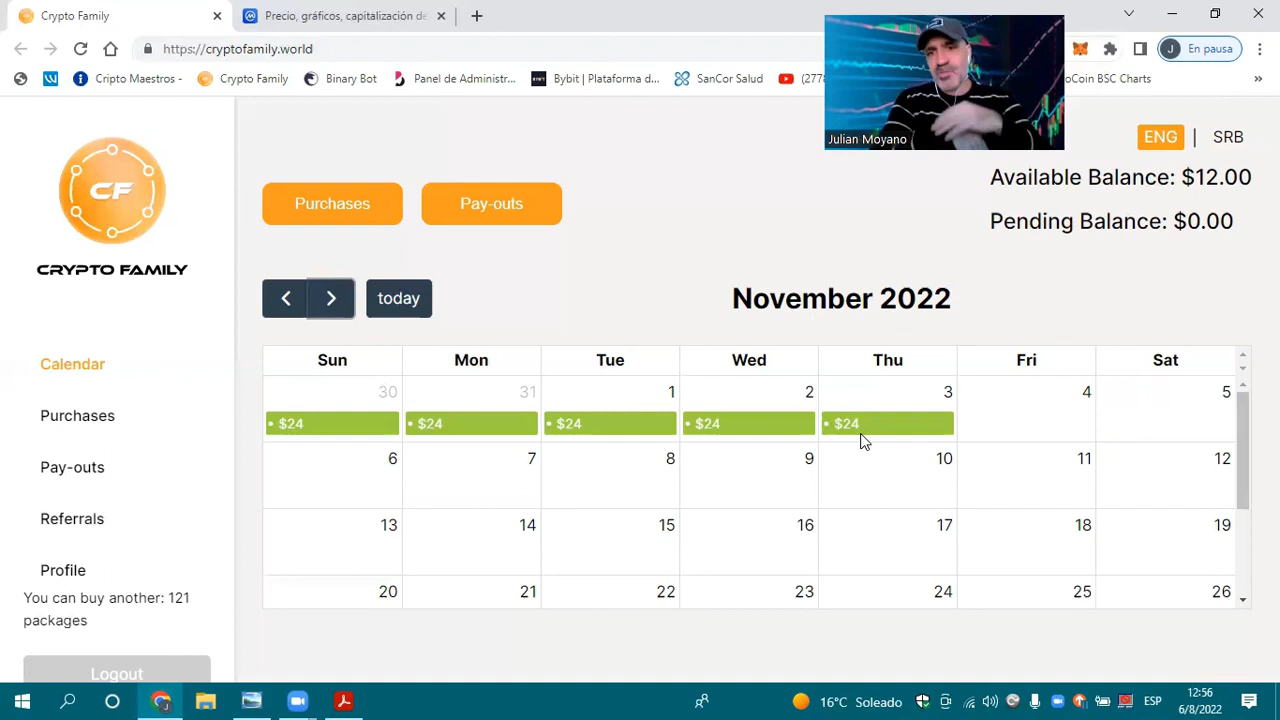 Crypto Family
Precio, gráficos, capitalización de
https://cryptofamily.world
J En pausa
Cripto Maestros -
Crypto Family
Binary Bot
Panel de Administr...
Bybit | Plataforma d...
SanCor Salud
(277
oCoin BSC Charts
»
Julian Moyano
ENG | SRB
CF
CRYPTO FAMILY
Purchases
Pay-outs
Available Balance: $12.00
Pending Balance: $0.00
today
November 2022
Sun Mon Tue Wed Thu Fri Sat
30 31 1 2 3 4 5
$24 $24 $24 $24 $24
6 7 8 9 10 11 12
13 14 15 16 17 18 19
20 21 22 23 24 25 26
Calendar
Purchases
Pay-outs
Referrals
Profile
You can buy another: 121
packages
Logout
16°C Soleado
ESP
12:56
6/8/2022